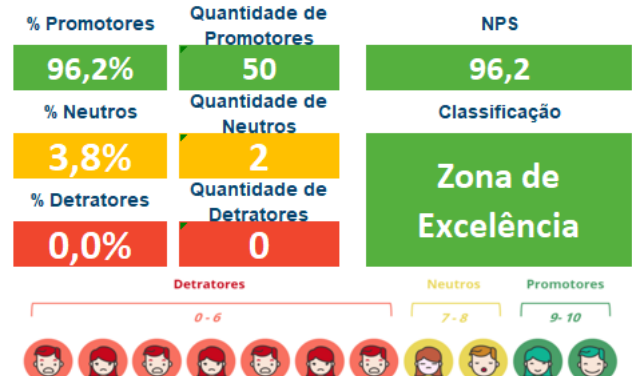 % Promotores
Quantidade de
Promotores
NPS
96,2%
50
96,2
% Neutros
Quantidade de
Neutros
Classificação
3,8%
2
Zona de
Excelência
% Detratores
Quantidade de
Detratores
0,0%
0
Detratores
Neutros
Promotores
0 - 6
7 - 8
9- 10